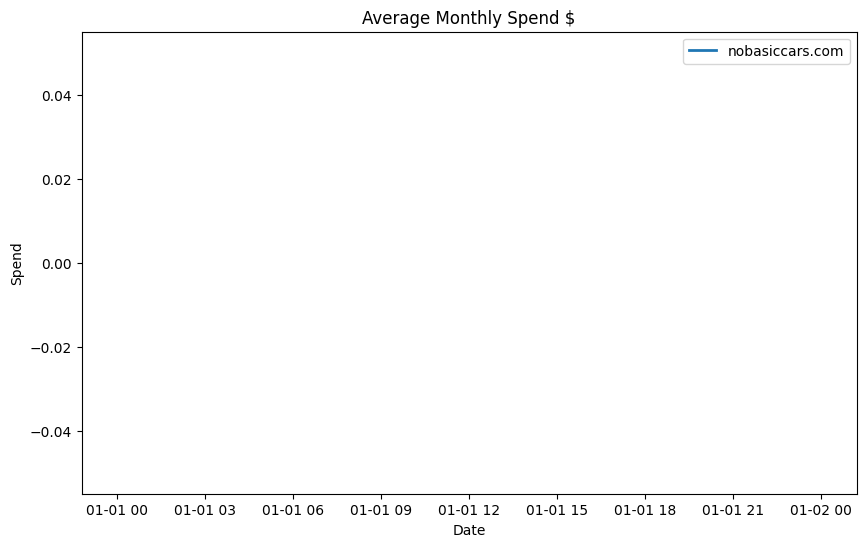 Average Monthly Spend $
nobasiccars.com
0.04
0.02
0.00
−0.02
−0.04
Spend
01-01 00 01-01 03 01-01 06 01-01 09 01-01 12 01-01 15 01-01 18 01-01 21 01-02 00
Date